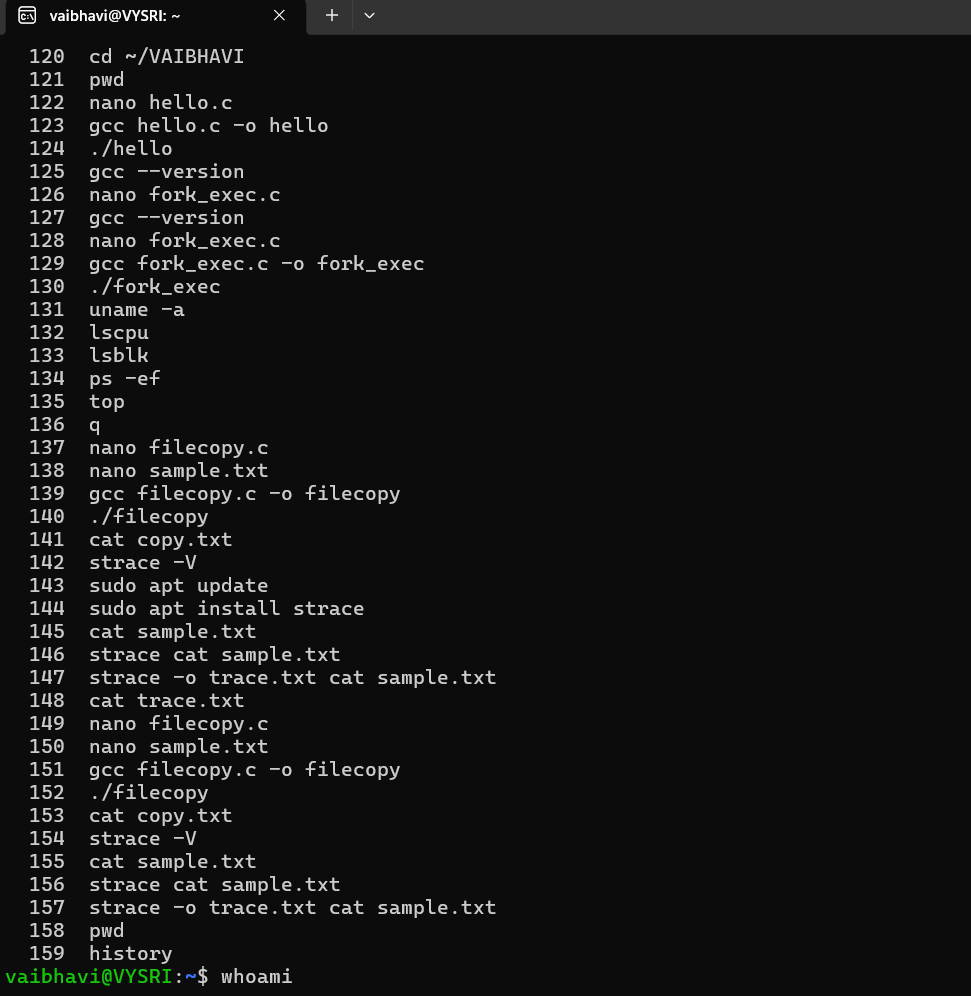 vaibhavi@VYSRI: ~
120 cd ~/VAIBHAVI
121 pwd
122 nano hello.c
123 gcc hello.c -o hello
124 ./hello
125 gcc --version
126 nano fork_exec.c
127 gcc --version
128 nano fork_exec.c
129 gcc fork_exec.c -o fork_exec
130 ./fork_exec
131 uname -a
132 lscpu
133 lsblk
134 ps -ef
135 top
136 q
137 nano filecopy.c
138 nano sample.txt
139 gcc filecopy.c -o filecopy
140 ./filecopy
141 cat copy.txt
142 strace -V
143 sudo apt update
144 sudo apt install strace
145 cat sample.txt
146 strace cat sample.txt
147 strace -o trace.txt cat sample.txt
148 cat trace.txt
149 nano filecopy.c
150 nano sample.txt
151 gcc filecopy.c -o filecopy
152 ./filecopy
153 cat copy.txt
154 strace -V
155 cat sample.txt
156 strace cat sample.txt
157 strace -o trace.txt cat sample.txt
158 pwd
159 history
vaibhavi@VYSRI:~$ whoami